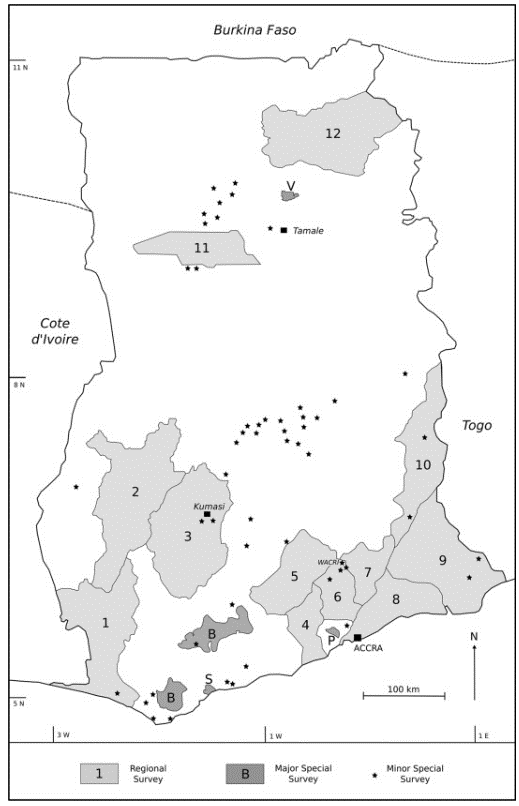 Burkina Faso
11 N
12
V
Tamale
11
Cote
d'Ivoire
8 N
Togo
10
2
Kumasi
3
9
5
7
6
8
1
4
B
P
ACCRA
N
S
B
100 km
5 N
3 W
1 W
1 E
1 Regional
Survey
B Major Special
Survey
Minor Special
Survey